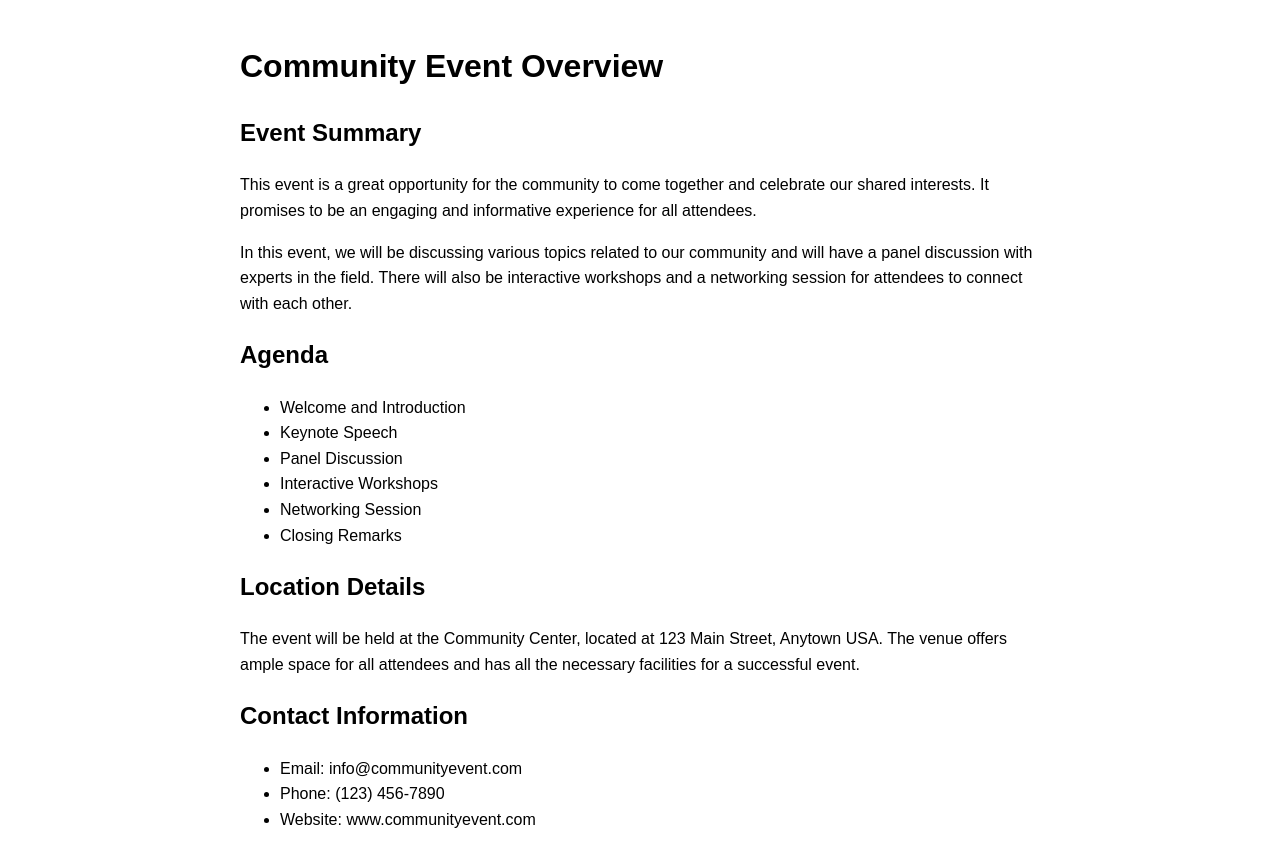 Community Event Overview
Event Summary
This event is a great opportunity for the community to come together and celebrate our shared interests. It
promises to be an engaging and informative experience for all attendees.
In this event, we will be discussing various topics related to our community and will have a panel discussion with
experts in the field. There will also be interactive workshops and a networking session for attendees to connect
with each other.
Agenda
• Welcome and Introduction
• Keynote Speech
• Panel Discussion
• Interactive Workshops
• Networking Session
• Closing Remarks
Location Details
The event will be held at the Community Center, located at 123 Main Street, Anytown USA. The venue offers
ample space for all attendees and has all the necessary facilities for a successful event.
Contact Information
• Email: info@communityevent.com
• Phone: (123) 456-7890
• Website: www.communityevent.com